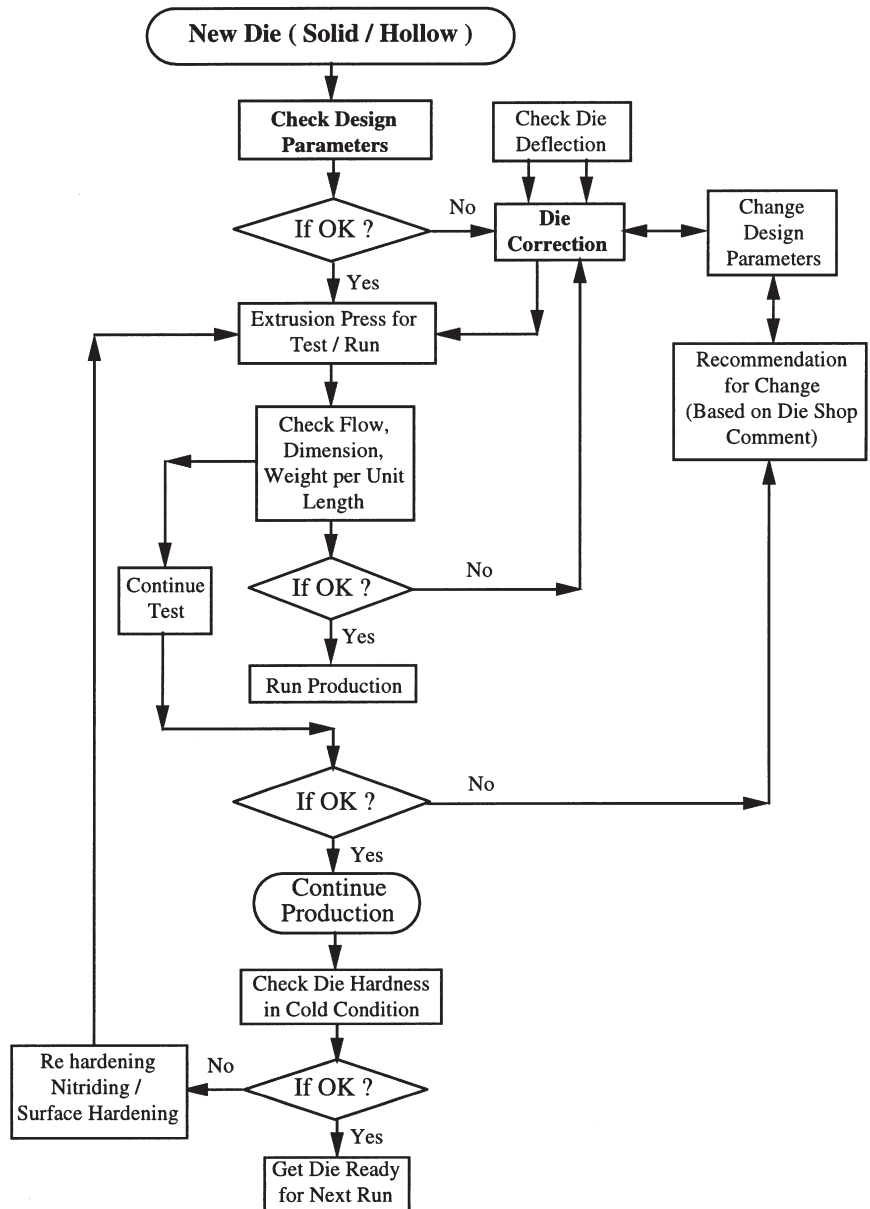 New Die ( Solid / Hollow )
Check Design
Parameters
Check Die
Deflection
If OK ?
No
Die
Correction
Change
Design
Parameters
Yes
Extrusion Press for
Test / Run
Recommendation
for Change
(Based on Die Shop
Comment)
Check Flow,
Dimension,
Weight per Unit
Length
Continue
Test
If OK ?
No
Yes
Run Production
If OK ?
No
Yes
Continue
Production
Check Die Hardness
in Cold Condition
Re hardening
Nitriding /
Surface Hardening
No
If OK ?
Yes
Get Die Ready
for Next Run